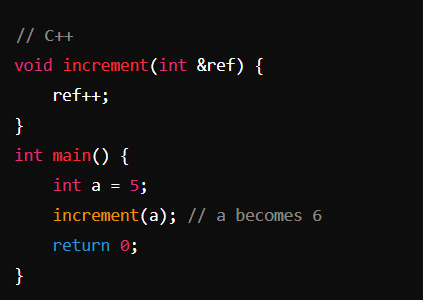 // C++
void increment(int &ref) {
    ref++;
}
int main() {
    int a = 5;
    increment(a); // a becomes 6
    return 0;
}